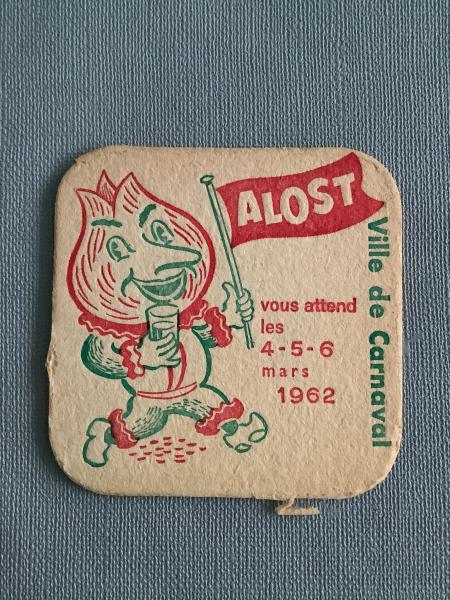 ALOST
Ville de Carnaval
vous attend
les
4-5-6
mars
1962